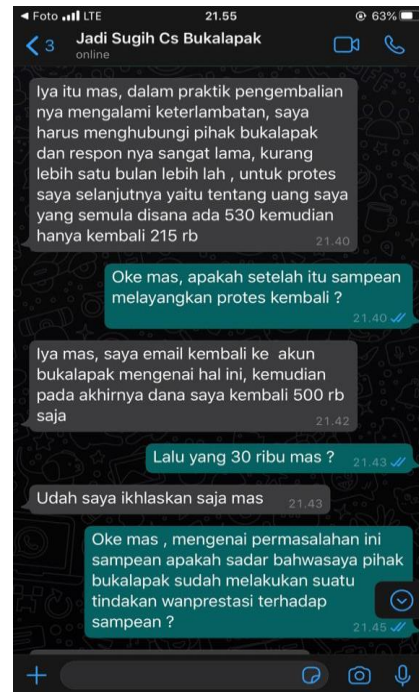 Foto LTE 21.55 63%
3 Jadi Sugih Cs Bukalapak
online
Iya itu mas, dalam praktik pengembalian
nya mengalami keterlambatan, saya
harus menghubungi pihak bukalapak
dan respon nya sangat lama, kurang
lebih satu bulan lebih lah , untuk protes
saya selanjutnya yaitu tentang uang saya
yang semula disana ada 530 kemudian
hanya kembali 215 rb
21.40
Oke mas, apakah setelah itu sampean
melayangkan protes kembali ?
21.40
Iya mas, saya email kembali ke akun
bukalapak mengenai hal ini, kemudian
pada akhirnya dana saya kembali 500 rb
saja
21.42
Lalu yang 30 ribu mas ? 21.43
Udah saya ikhlaskan saja mas 21.43
Oke mas , mengenai permasalahan ini
sampean apakah sadar bahwasaya pihak
bukalapak sudah melakukan suatu
tindakan wanprestasi terhadap
sampean ?
21.45